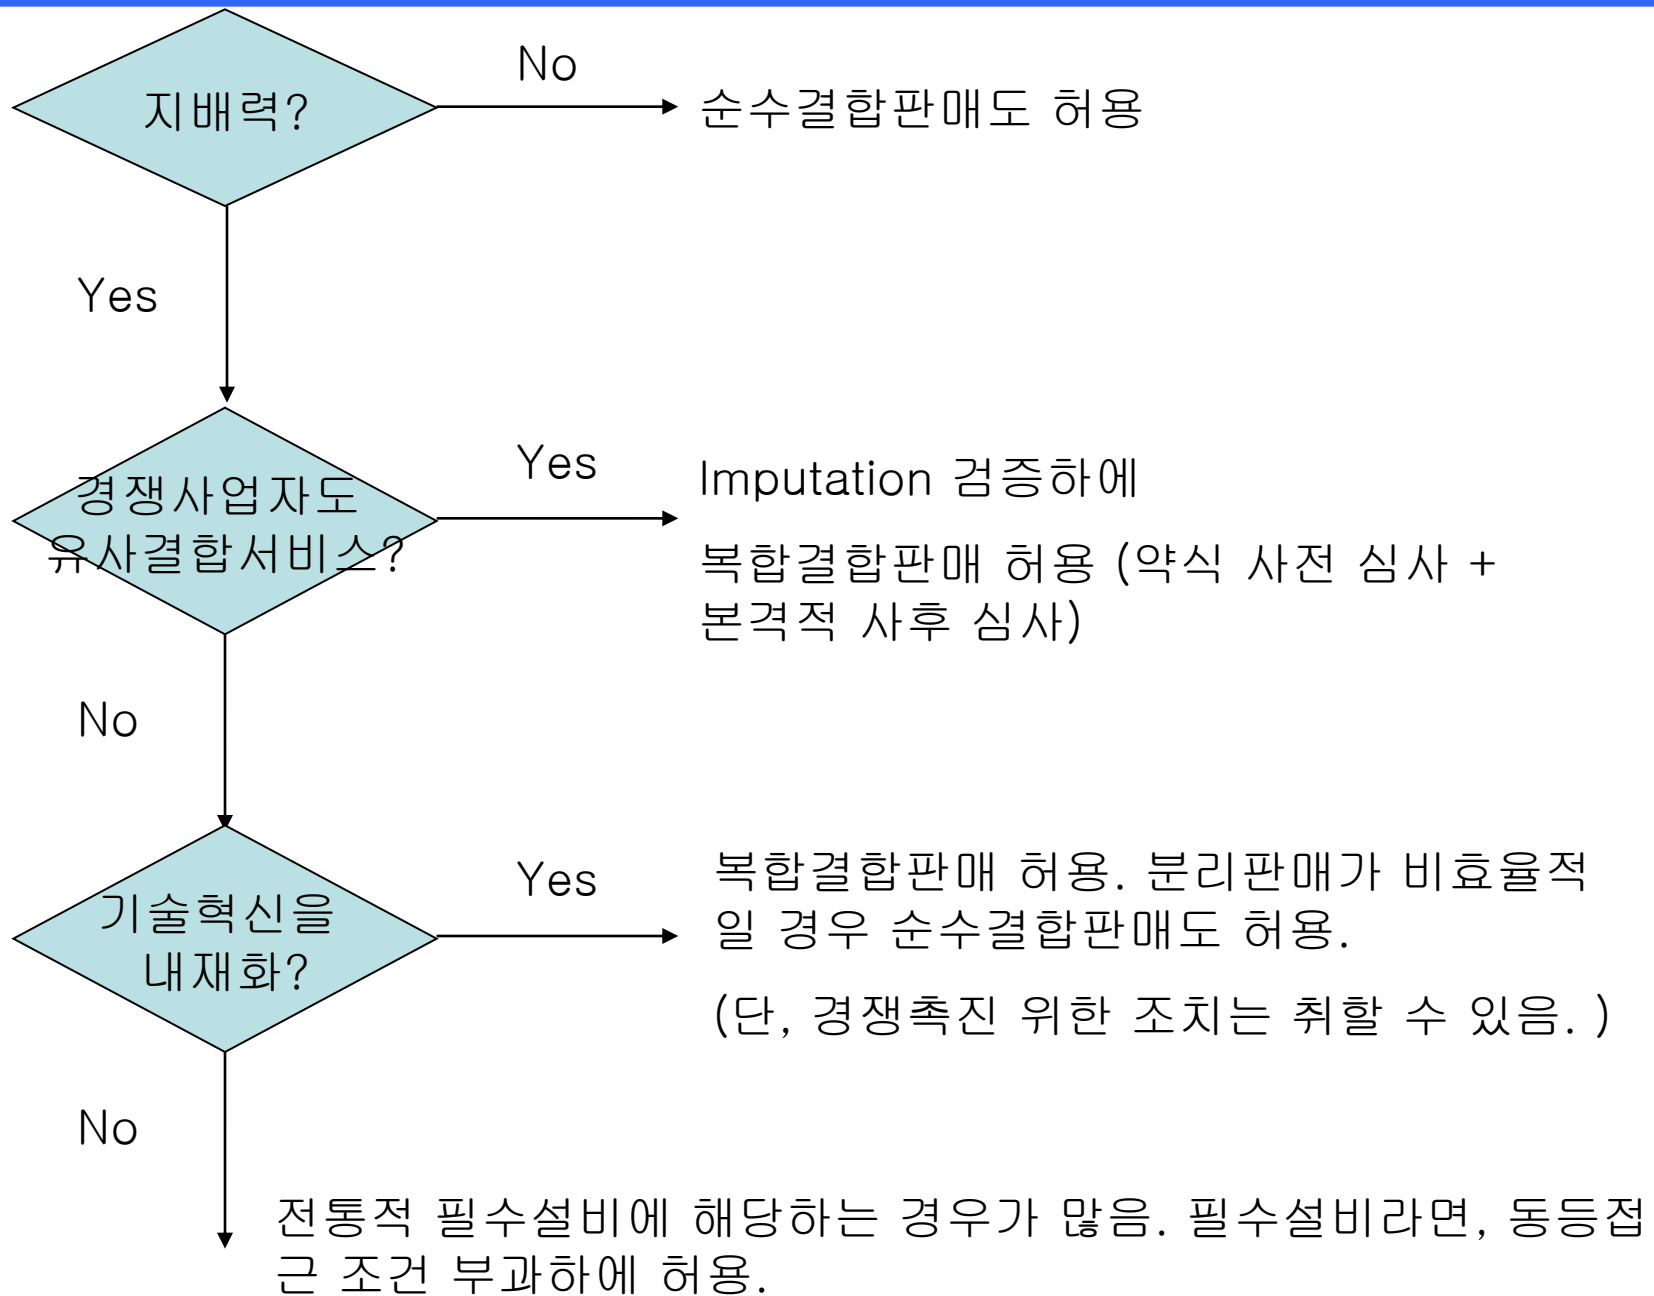 지배력?
No
순수결합판매도 허용
Yes
경쟁사업자도
유사결합서비스?
Yes
Imputation 검증하에
복합결합판매 허용 (약식 사전 심사 +
본격적 사후 심사)
No
기술혁신을
내재화?
Yes
복합결합판매 허용. 분리판매가 비효율적
일 경우 순수결합판매도 허용.
(단, 경쟁촉진 위한 조치는 취할 수 있음. )
No
전통적 필수설비에 해당하는 경우가 많음. 필수설비라면, 동등접
근 조건 부과하에 허용.